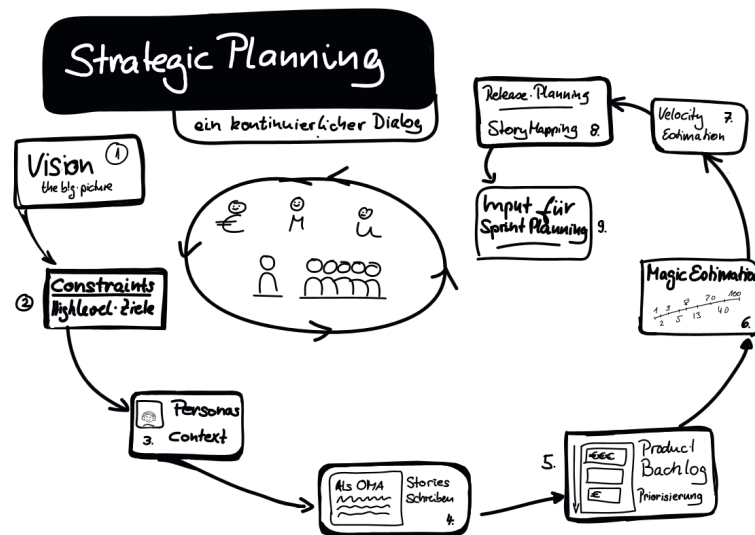 Strategic Planning
ein kontinuierlicher Dialog
Vision 1
the big picture
2 Constraints
Highlevel-Ziele
Personas
3. Context
Als OMA
Stories
Schreiben
4.
5.
€€€
€
Product
Backlog
Priorisierung
Magic Estimation
1 3 8 20 100
2 5 13 40
6.
Velocity 7.
Estimation
Release-Planning
Story Mapping 8.
Input für
Sprint Planning
9.
€ M U